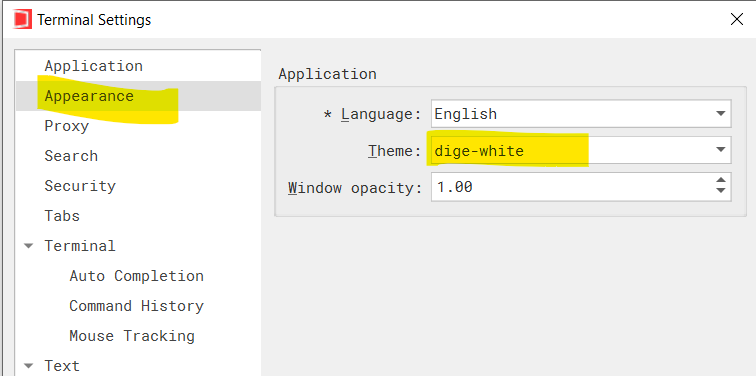 Terminal Settings
Application
Appearance
Proxy
Search
Security
Tabs
Terminal
Auto Completion
Command History
Mouse Tracking
Text
Application
* Language: English
Theme: dige-white
Window opacity: 1.00